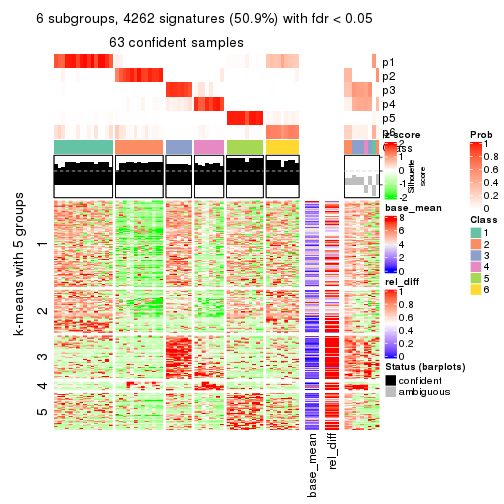 6 subgroups, 4262 signatures (50.9%) with fdr < 0.05
63 confident samples
p1
p2
p3
p4
p5
p6
Class
Silhouette
score
k-means with 5 groups
1
2
3
4
5
base_mean
rel_diff
z-score
2
1
0
-1
-2
base_mean
8
6
4
2
0
rel_diff
1
0.8
0.6
0.4
0.2
0
Status (barplots)
confident
ambiguous
Prob
1
0.8
0.6
0.4
0.2
0
Class
1
2
3
4
5
6